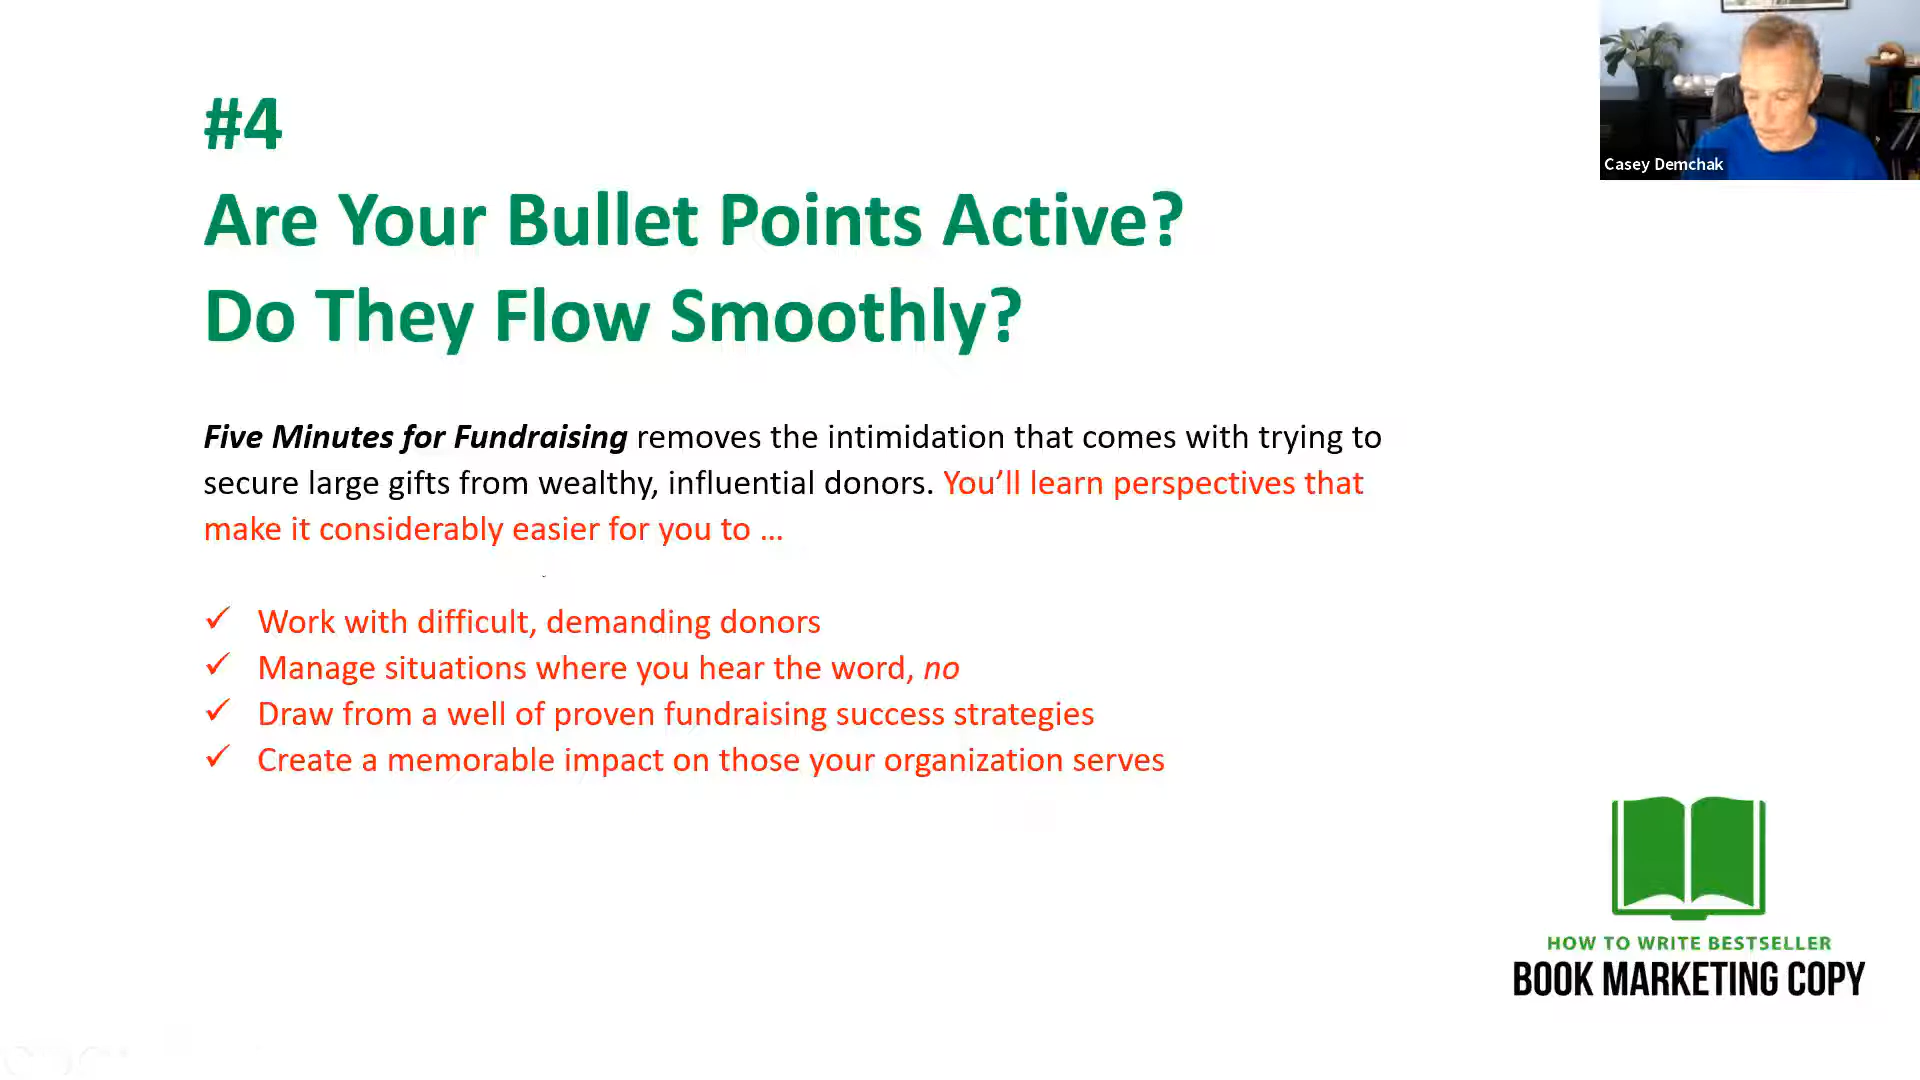 #4
Are Your Bullet Points Active?
Do They Flow Smoothly?
Five Minutes for Fundraising removes the intimidation that comes with trying to
secure large gifts from wealthy, influential donors. You’ll learn perspectives that
make it considerably easier for you to ...
✓ Work with difficult, demanding donors
✓ Manage situations where you hear the word, no
✓ Draw from a well of proven fundraising success strategies
✓ Create a memorable impact on those your organization serves
Casey Demchak
HOW TO WRITE BESTSELLER
BOOK MARKETING COPY